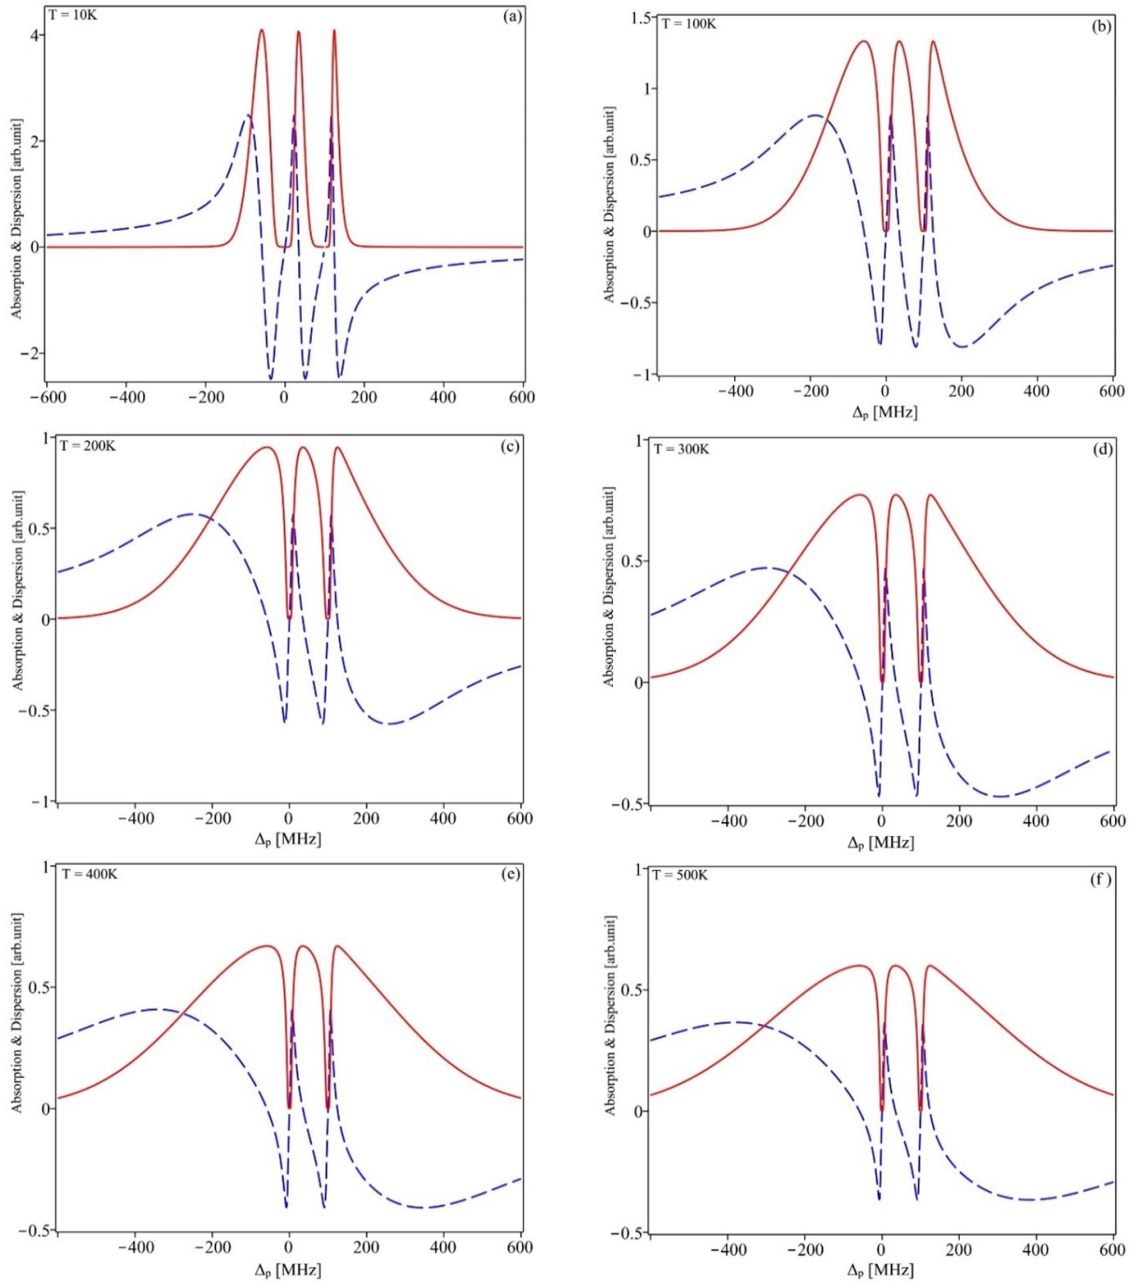 T = 10K
(a)
4
2
0
−2
Absorption & Dispersion [arb.unit]
−600 −400 −200 0 200 400 600
T = 100K
(b)
1.5
1
0.5
0
−0.5
−1
Absorption & Dispersion [arb.unit]
−400 −200 0 200 400 600
Δp [MHz]
T = 200K
(c)
1
0.5
0
−0.5
−1
Absorption & Dispersion [arb.unit]
−400 −200 0 200 400 600
Δp [MHz]
T = 300K
(d)
1
0.5
0
−0.5
Absorption & Dispersion [arb.unit]
−400 −200 0 200 400 600
Δp [MHz]
T = 400K
(e)
1
0.5
0
−0.5
Absorption & Dispersion [arb.unit]
−400 −200 0 200 400 600
Δp [MHz]
T = 500K
(f )
1
0.5
0
−0.5
Absorption & Dispersion [arb.unit]
−400 −200 0 200 400 600
Δp [MHz]